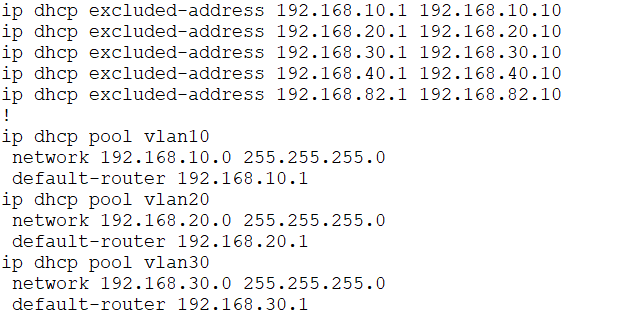 ip dhcp excluded-address 192.168.10.1 192.168.10.10
ip dhcp excluded-address 192.168.20.1 192.168.20.10
ip dhcp excluded-address 192.168.30.1 192.168.30.10
ip dhcp excluded-address 192.168.40.1 192.168.40.10
ip dhcp excluded-address 192.168.82.1 192.168.82.10
!
ip dhcp pool vlan10
 network 192.168.10.0 255.255.255.0
 default-router 192.168.10.1
ip dhcp pool vlan20
 network 192.168.20.0 255.255.255.0
 default-router 192.168.20.1
ip dhcp pool vlan30
 network 192.168.30.0 255.255.255.0
 default-router 192.168.30.1